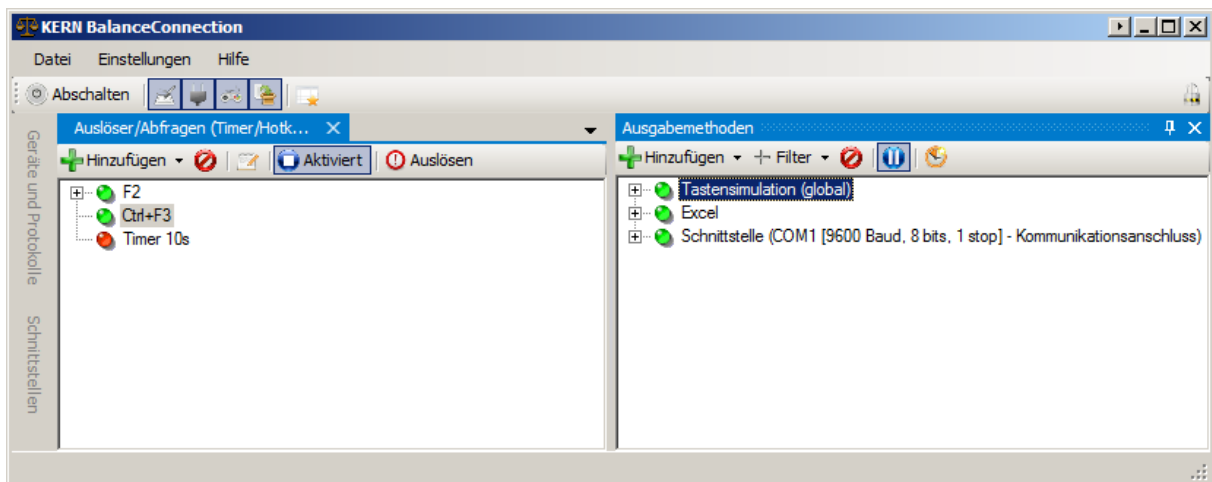 KERN BalanceConnection
Datei Einstellungen Hilfe
Abschalten
Geräte und Protokolle
Schnittstellen
Auslöser/Abfragen (Timer/Hotk...
Hinzufügen Aktiviert Auslösen
F2
Ctrl+F3
Timer 10s
Ausgabemethoden
Hinzufügen Filter
Tastensimulation (global)
Excel
Schnittstelle (COM1 [9600 Baud, 8 bits, 1 stop] - Kommunikationsanschluss)